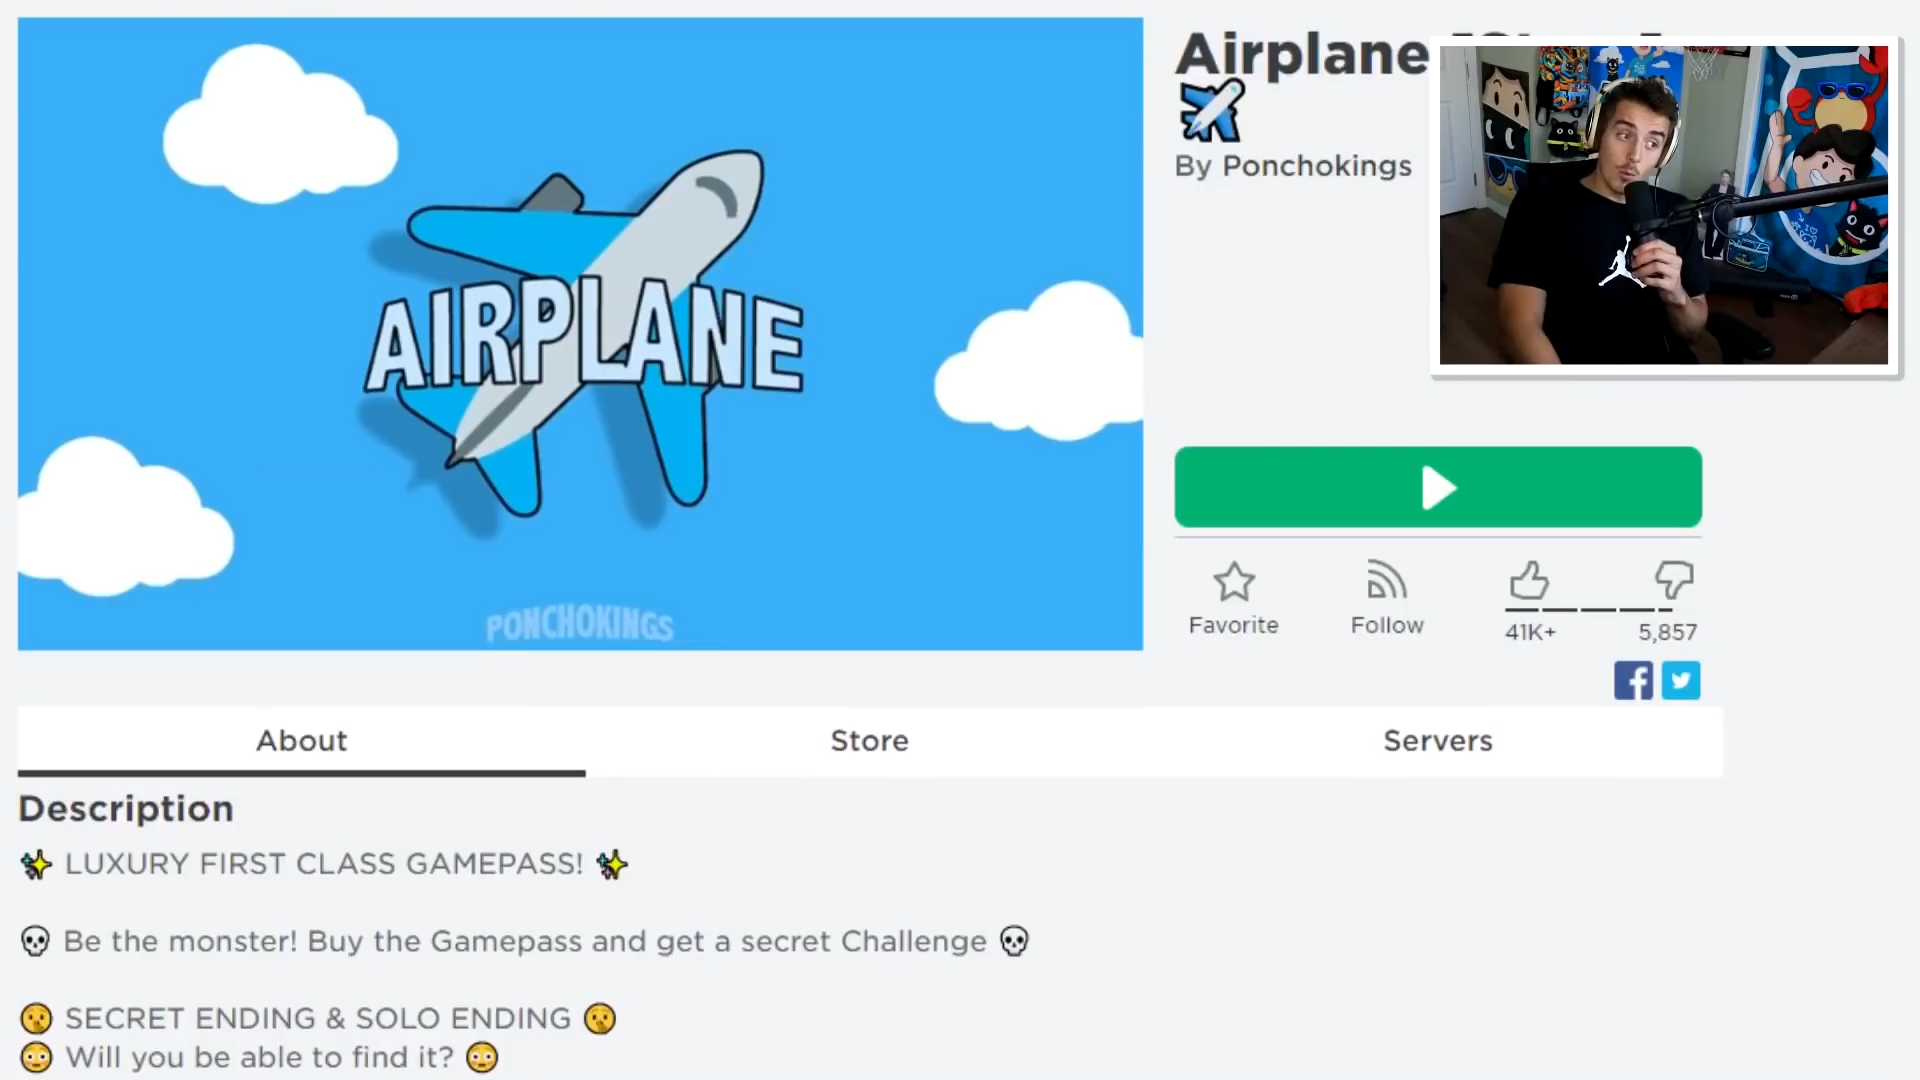 Airplane
By Ponchokings
AIRPLANE
PONCHOKINGS
Favorite
Follow
41K+
5,857
About
Store
Servers
Description
✨ LUXURY FIRST CLASS GAMEPASS! ✨
💀 Be the monster! Buy the Gamepass and get a secret Challenge 💀
🤫 SECRET ENDING & SOLO ENDING 🤫
😳 Will you be able to find it? 😳